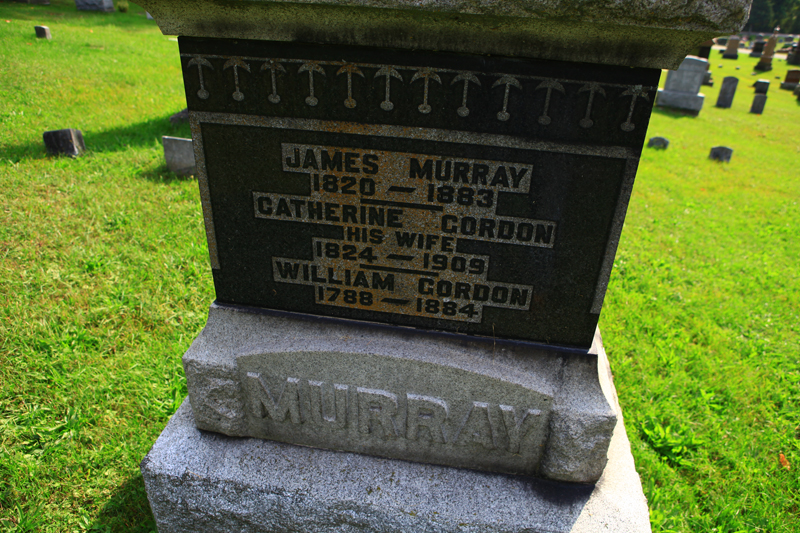 JAMES MURRAY
1820 — 1883
CATHERINE GORDON
HIS WIFE
1824 — 1909
WILLIAM GORDON
1788 — 1884
MURRAY